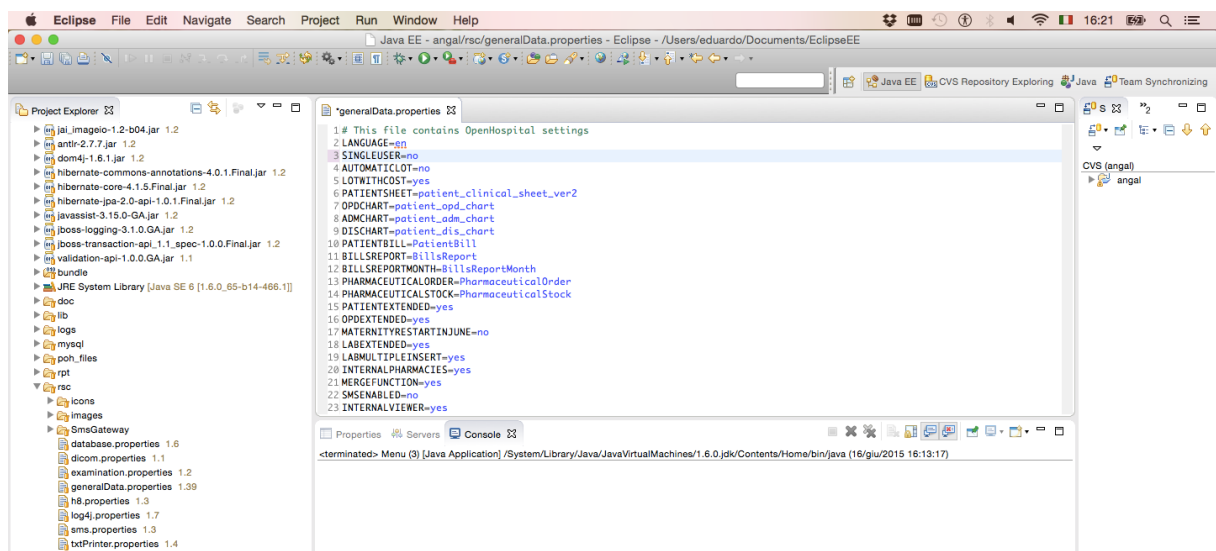 Eclipse File Edit Navigate Search Project Run Window Help 16:21
Java EE - angal/rsc/generalData.properties - Eclipse - /Users/eduardo/Documents/EclipseEE
Java EE CVS Repository Exploring Java Team Synchronizing
Project Explorer
jai_imageio-1.2-b04.jar 1.2
antlr-2.7.7.jar 1.2
dom4j-1.6.1.jar 1.2
hibernate-commons-annotations-4.0.1.Final.jar 1.2
hibernate-core-4.1.5.Final.jar 1.2
hibernate-jpa-2.0-api-1.0.1.Final.jar 1.2
javassist-3.15.0-GA.jar 1.2
jboss-logging-3.1.0.GA.jar 1.2
jboss-transaction-api_1.1_spec-1.0.0.Final.jar 1.2
validation-api-1.0.0.GA.jar 1.1
bundle
JRE System Library [Java SE 6 [1.6.0_65-b14-466.1]]
doc
lib
logs
mysql
poh_files
rpt
rsc
icons
images
SmsGateway
database.properties 1.6
dicom.properties 1.1
examination.properties 1.2
generalData.properties 1.39
h8.properties 1.3
log4j.properties 1.7
sms.properties 1.3
txtPrinter.properties 1.4
*generalData.properties
1 # This file contains OpenHospital settings
2 LANGUAGE=en
3 SINGLEUSER=no
4 AUTOMATICLOT=no
5 LOTWITHCOST=yes
6 PATIENTSHEET=patient_clinical_sheet_ver2
7 OPDCHART=patient_opd_chart
8 ADMCHART=patient_adm_chart
9 DISCHART=patient_dis_chart
10 PATIENTBILL=PatientBill
11 BILLSREPORT=BillsReport
12 BILLSREPORTMONTH=BillsReportMonth
13 PHARMACEUTICALORDER=PharmaceuticalOrder
14 PHARMACEUTICALSTOCK=PharmaceuticalStock
15 PATIENTEXTENDED=yes
16 OPDEXTENDED=yes
17 MATERNITYRESTARTINJUNE=no
18 LABEXTENDED=yes
19 LABMULTIPLEINSERT=yes
20 INTERNALPHARMACIES=yes
21 MERGEFUNCTION=yes
22 SMSENABLED=no
23 INTERNALVIEWER=yes
Properties Servers Console
<terminated> Menu (3) [Java Application] /System/Library/Java/JavaVirtualMachines/1.6.0.jdk/Contents/Home/bin/java (16/giu/2015 16:13:17)
S 2
CVS (angal)
angal